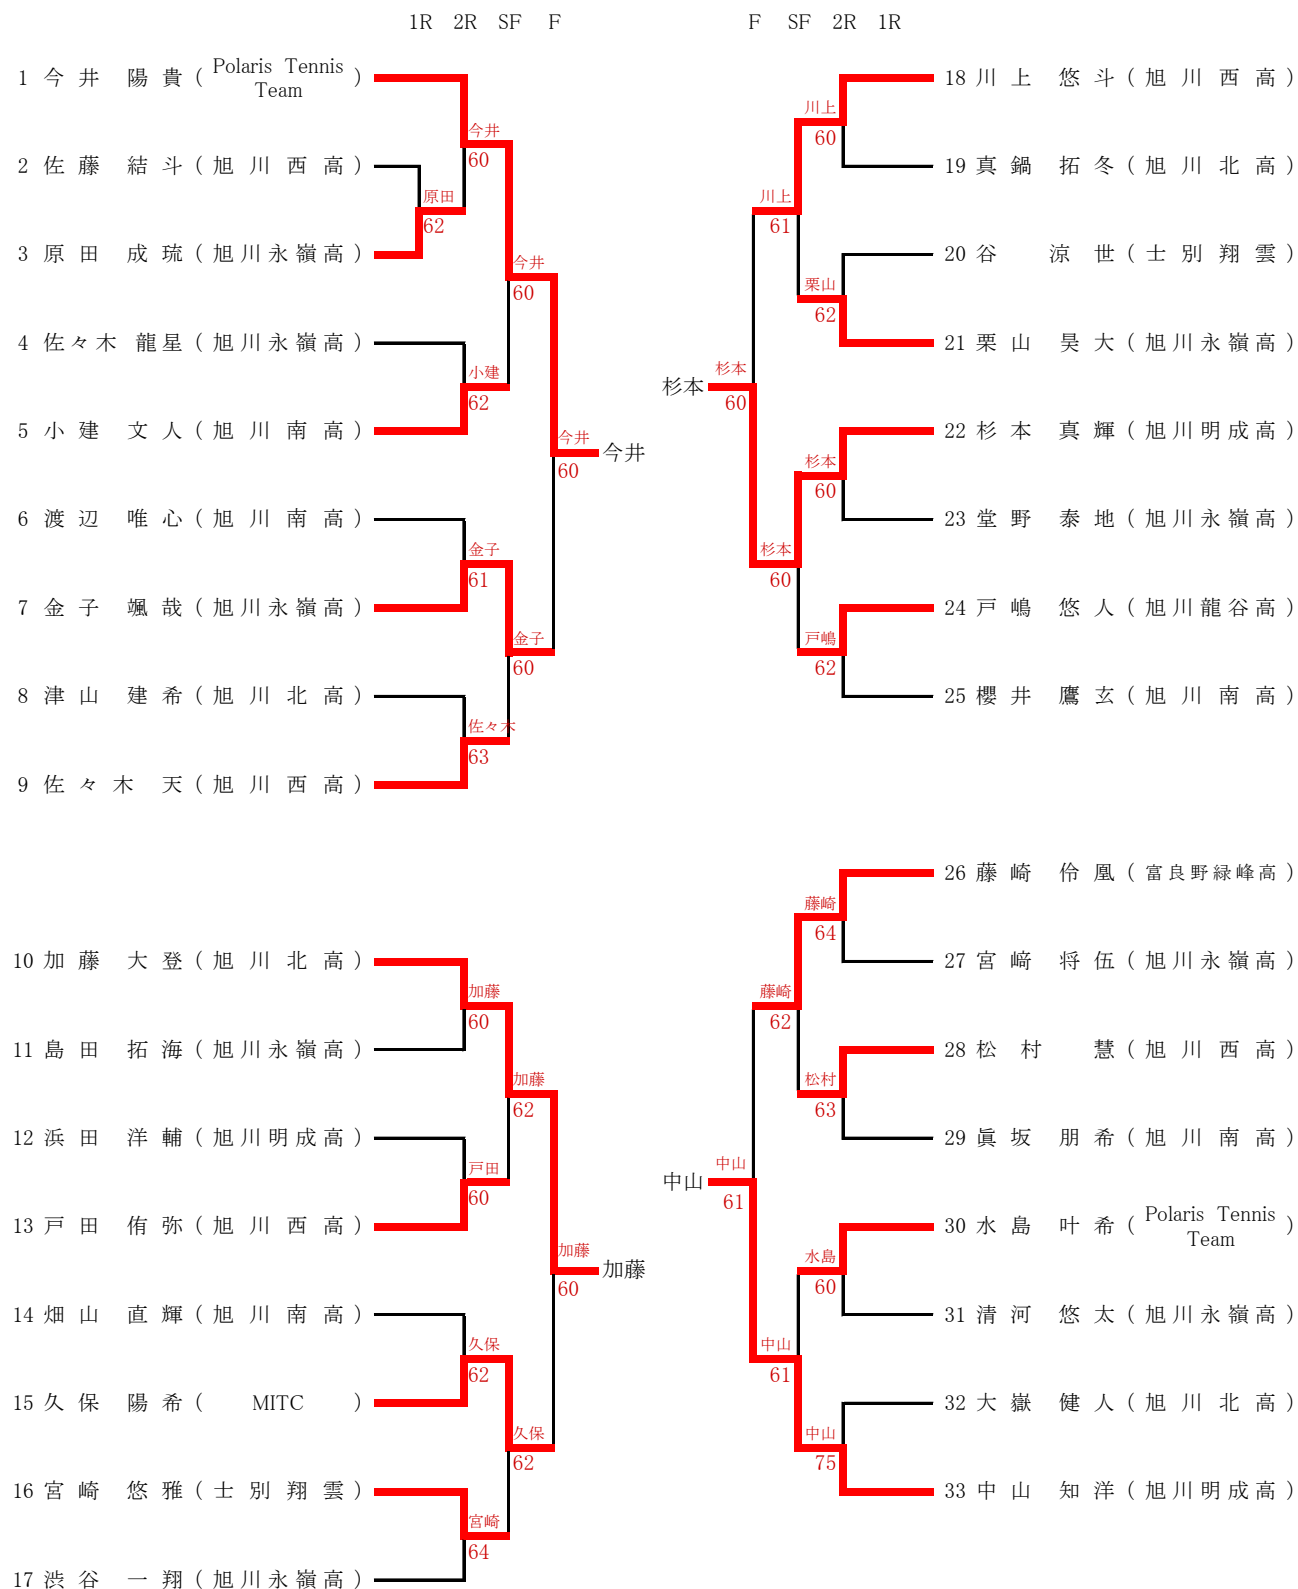 1R 2R SF F
1 今井 陽貴 ( Polaris Tennis Team )
今井
60
2 佐藤 結斗 ( 旭川西高 )
原田
62
3 原田 成琉 ( 旭川永嶺高 )
今井
60
4 佐々木 龍星 ( 旭川永嶺高 )
小建
62
5 小建 文人 ( 旭川南高 )
今井
60
今井
6 渡辺 唯心 ( 旭川南高 )
金子
61
7 金子 颯哉 ( 旭川永嶺高 )
金子
60
8 津山 建希 ( 旭川北高 )
佐々木
63
9 佐々木 天 ( 旭川西高 )
10 加藤 大登 ( 旭川北高 )
加藤
60
11 島田 拓海 ( 旭川永嶺高 )
加藤
62
12 浜田 洋輔 ( 旭川明成高 )
戸田
60
13 戸田 侑弥 ( 旭川西高 )
加藤
60
加藤
14 畑山 直輝 ( 旭川南高 )
久保
62
15 久保 陽希 ( MITC )
久保
62
16 宮崎 悠雅 ( 士別翔雲 )
宮崎
64
17 渋谷 一翔 ( 旭川永嶺高 )
F SF 2R 1R
18 川上 悠斗 ( 旭川西高 )
川上
60
19 真鍋 拓冬 ( 旭川北高 )
川上
61
20 谷 涼世 ( 士別翔雲 )
栗山
62
21 栗山 昊大 ( 旭川永嶺高 )
杉本
杉本
60
22 杉本 真輝 ( 旭川明成高 )
杉本
60
23 堂野 泰地 ( 旭川永嶺高 )
杉本
60
24 戸嶋 悠人 ( 旭川龍谷高 )
戸嶋
62
25 櫻井 鷹玄 ( 旭川南高 )
26 藤崎 伶凰 ( 富良野緑峰高 )
藤崎
64
27 宮﨑 将伍 ( 旭川永嶺高 )
藤崎
62
28 松村 慧 ( 旭川西高 )
松村
63
29 眞坂 朋希 ( 旭川南高 )
中山
中山
61
30 水島 叶希 ( Polaris Tennis Team )
水島
60
31 清河 悠太 ( 旭川永嶺高 )
中山
61
32 大嶽 健人 ( 旭川北高 )
中山
75
33 中山 知洋 ( 旭川明成高 )